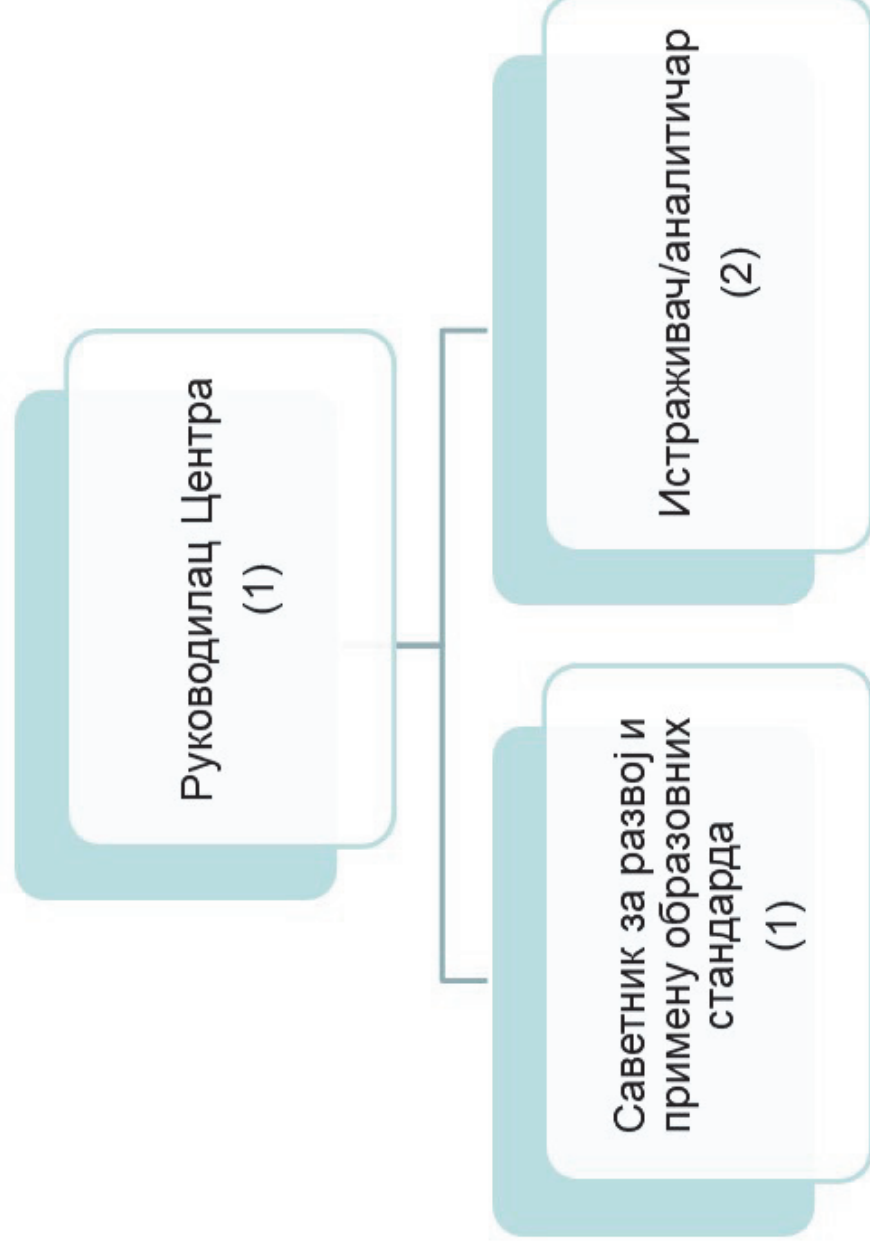 Руководилац Центра
(1)
Саветник за развој и
примену образовних
стандарда
(1)
Истраживач/аналитичар
(2)